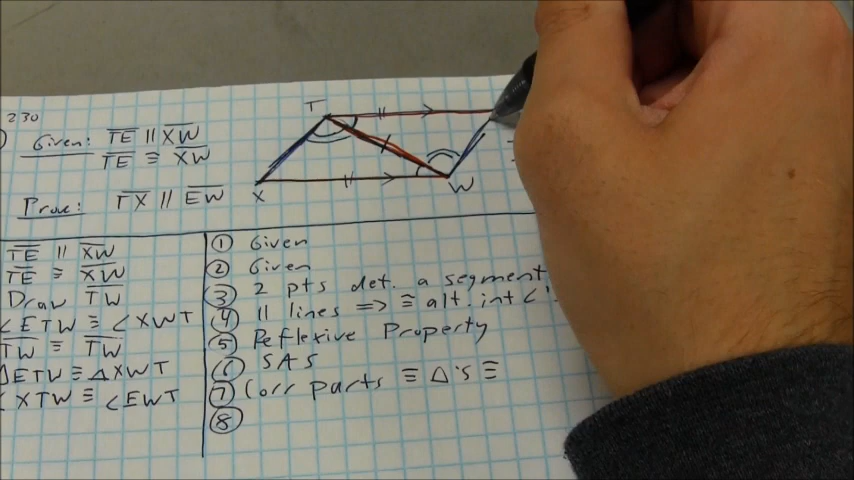 230
Given: TE || XW
TE ≅ XW
Prove: TX || EW
T
X
W
TE || XW
TE ≅ XW
Draw TW
∠ETW ≅ ∠XWT
TW ≅ TW
△ETW ≅ △XWT
∠XTW ≅ ∠EWT
① Given
② Given
③ 2 pts det. a segment
④ || lines => ≅ alt. int ∠'s
⑤ Reflexive Property
⑥ SAS
⑦ Corr parts ≅ △'s ≅
⑧